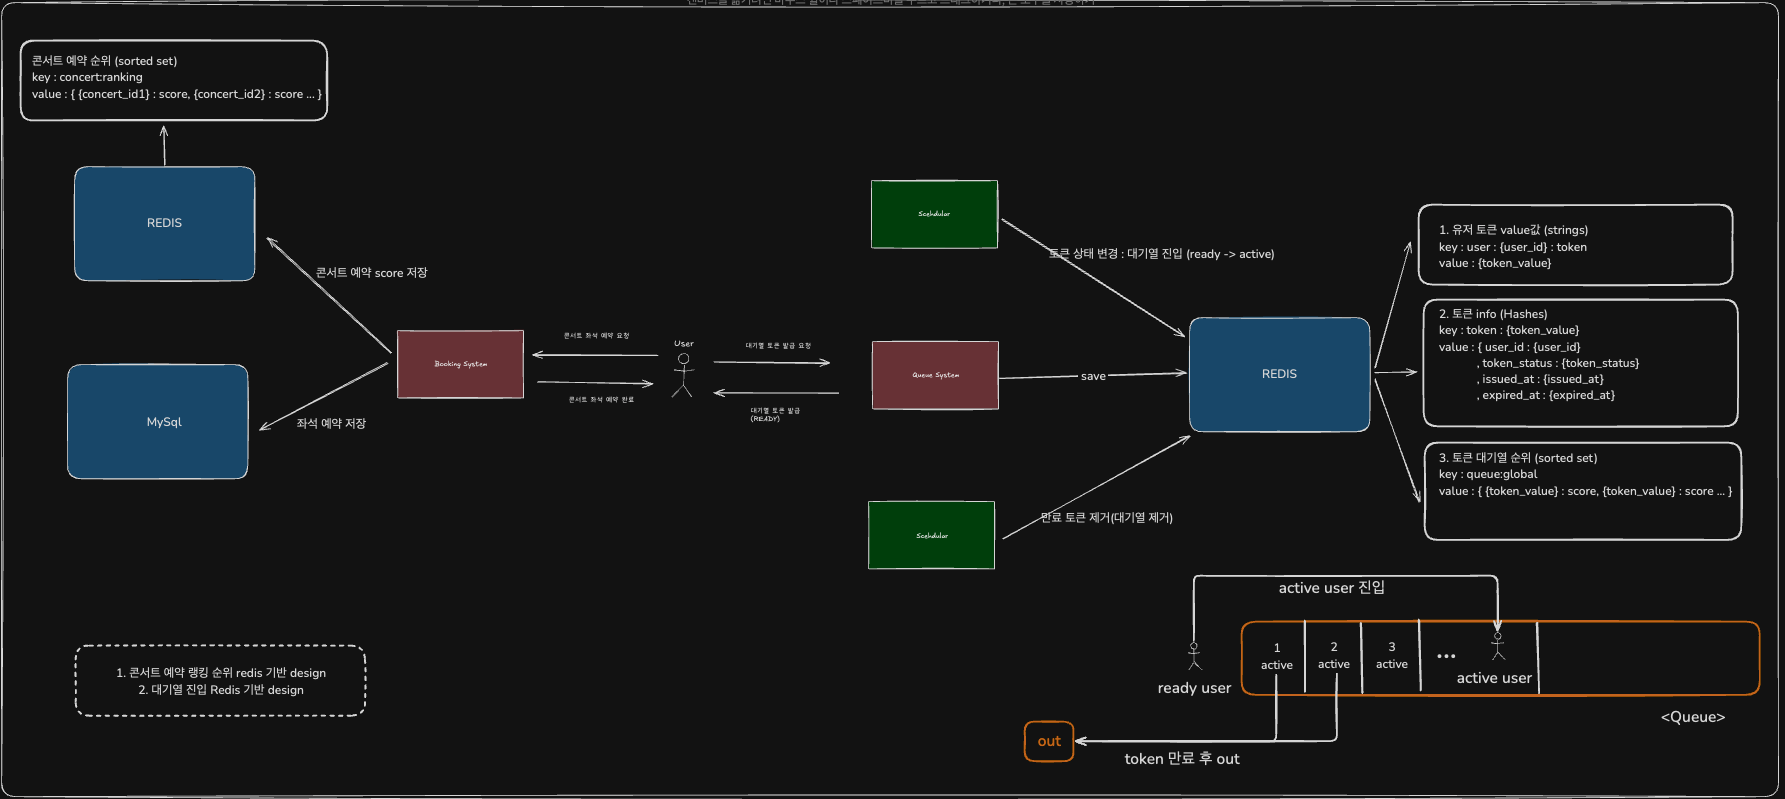 콘서트 예약 순위 (sorted set)
key : concert:ranking
value : { {concert_id1} : score, {concert_id2} : score ... }
REDIS
콘서트 예약 score 저장
MySql
좌석 예약 저장
Booking System
콘서트 좌석 예약 요청
콘서트 좌석 예약 완료
User
대기열 토큰 발급 요청
대기열 토큰 발급
(READY)
Scehdular
토큰 상태 변경 : 대기열 진입 (ready -> active)
Queue System
save
Scehdular
만료 토큰 제거(대기열 제거)
REDIS
1. 유저 토큰 value값 (strings)
key : user : {user_id} : token
value : {token_value}
2. 토큰 info (Hashes)
key : token : {token_value}
value : { user_id : {user_id}
, token_status : {token_status}
, issued_at : {issued_at}
, expired_at : {expired_at}
3. 토큰 대기열 순위 (sorted set)
key : queue:global
value : { {token_value} : score, {token_value} : score ... }
1. 콘서트 예약 랭킹 순위 redis 기반 design
2. 대기열 진입 Redis 기반 design
active user 진입
ready user
1
active
2
active
3
active
...
active user
<Queue>
out
token 만료 후 out